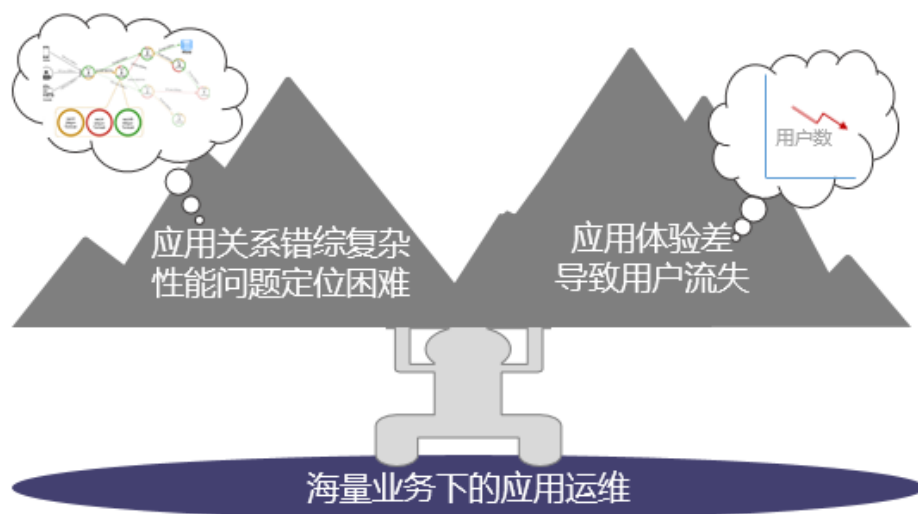 应用关系错综复杂
性能问题定位困难
应用体验差
导致用户流失
用户数
海量业务下的应用运维